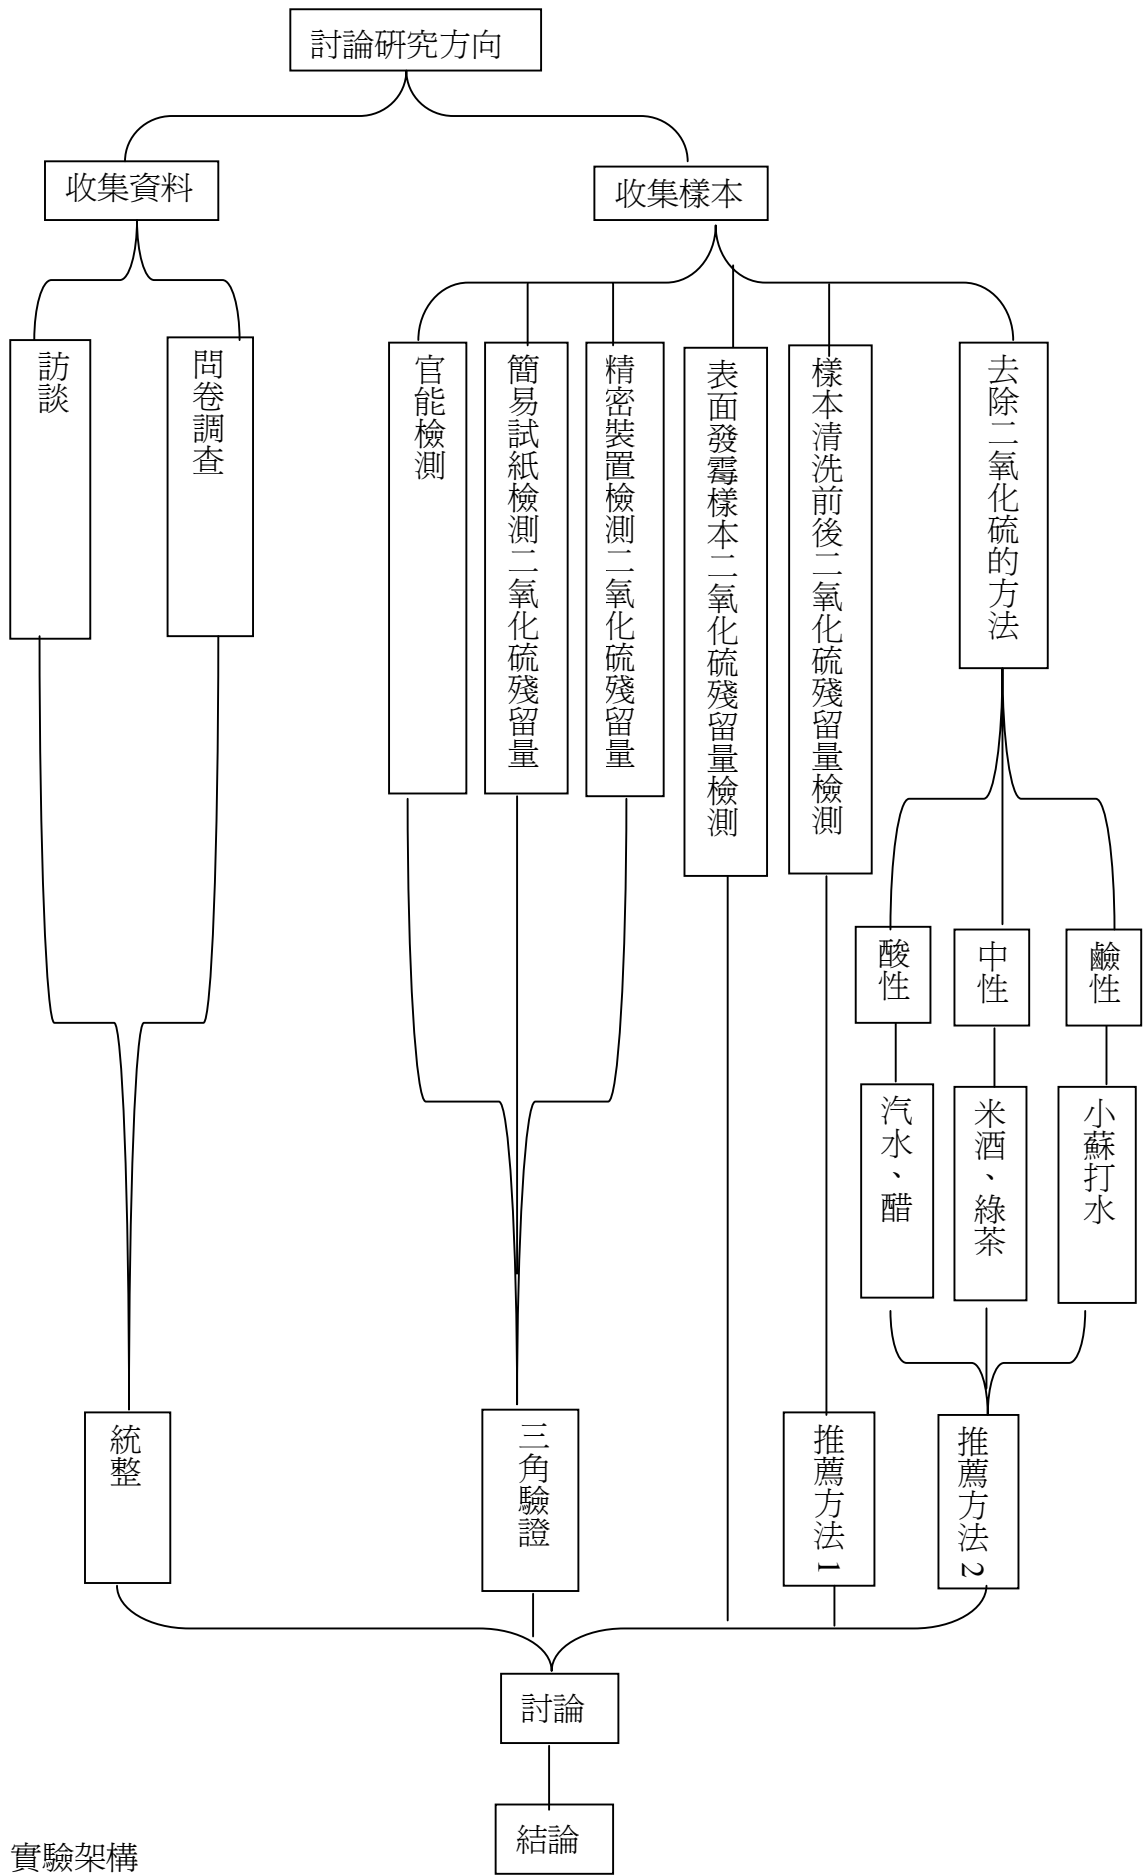 討論研究方向
收集資料
收集樣本
訪談
問卷調查
官能檢測
簡易試紙檢測二氧化硫殘留量
精密裝置檢測二氧化硫殘留量
表面發霉樣本二氧化硫殘留量檢測
樣本清洗前後二氧化硫殘留量檢測
去除二氧化硫的方法
酸性
中性
鹼性
汽水、醋
米酒、綠茶
小蘇打水
統整
三角驗證
推薦方法 1
推薦方法 2
討論
結論
實驗架構